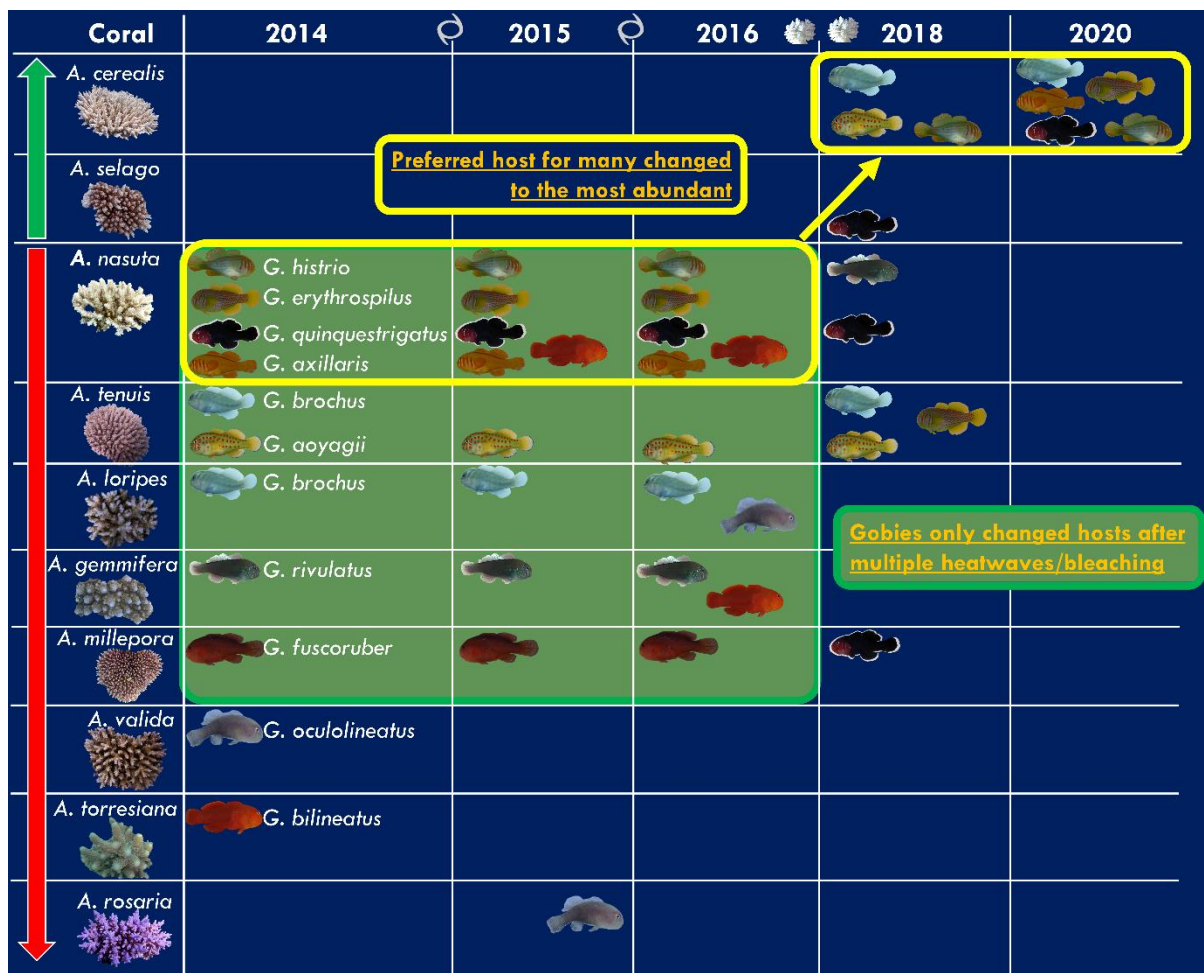 Coral 2014 2015 2016 2018 2020
A. cerealis
Preferred host for many changed
to the most abundant
A. selago
A. nasuta
G. histrio
G. erythrospilus
G. quinquestrigatus
G. axillaris
A. tenuis
G. brochus
G. aoyagii
A. loripes
G. brochus
Gobies only changed hosts after
multiple heatwaves/bleaching
A. gemmifera
G. rivulatus
A. millepora
G. fuscoruber
A. valida
G. oculolineatus
A. torresiana
G. bilineatus
A. rosaria